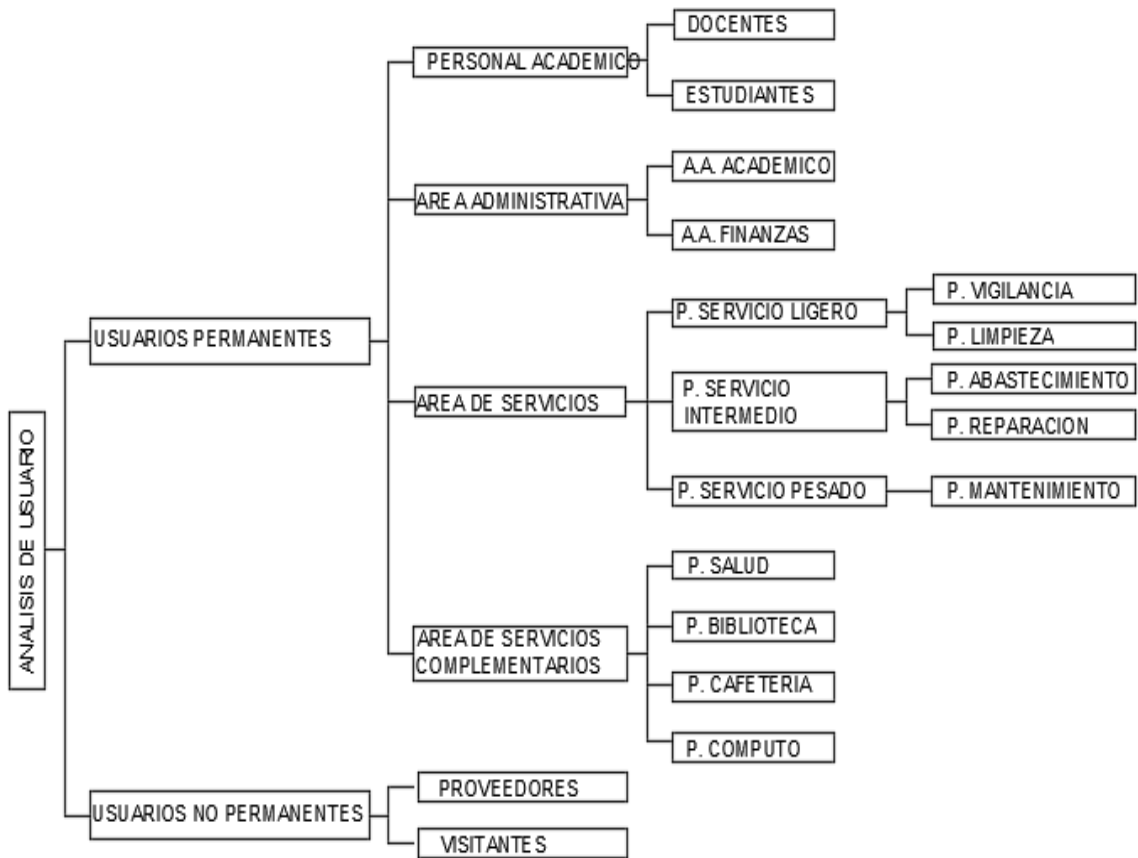 ANALISIS DE USUARIO
USUARIOS PERMANENTES
PERSONAL ACADEMICO
DOCENTES
ESTUDIANTES
AREA ADMINISTRATIVA
A.A. ACADEMICO
A.A. FINANZAS
AREA DE SERVICIOS
P. SERVICIO LIGERO
P. VIGILANCIA
P. LIMPIEZA
P. SERVICIO
INTERMEDIO
P. ABASTECIMIENTO
P. REPARACION
P. SERVICIO PESADO
P. MANTENIMIENTO
AREA DE SERVICIOS
COMPLEMENTARIOS
P. SALUD
P. BIBLIOTECA
P. CAFETERIA
P. COMPUTO
USUARIOS NO PERMANENTES
PROVEEDORES
VISITANTES